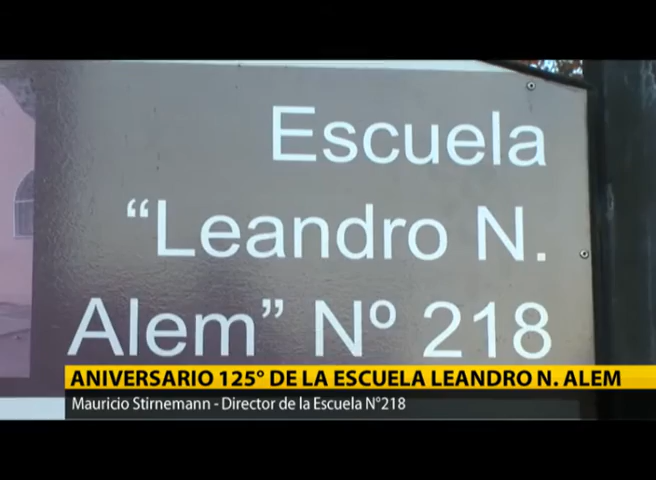 Escuela
“Leandro N.
Alem” Nº 218
ANIVERSARIO 125° DE LA ESCUELA LEANDRO N. ALEM
Mauricio Stirnemann - Director de la Escuela N°218